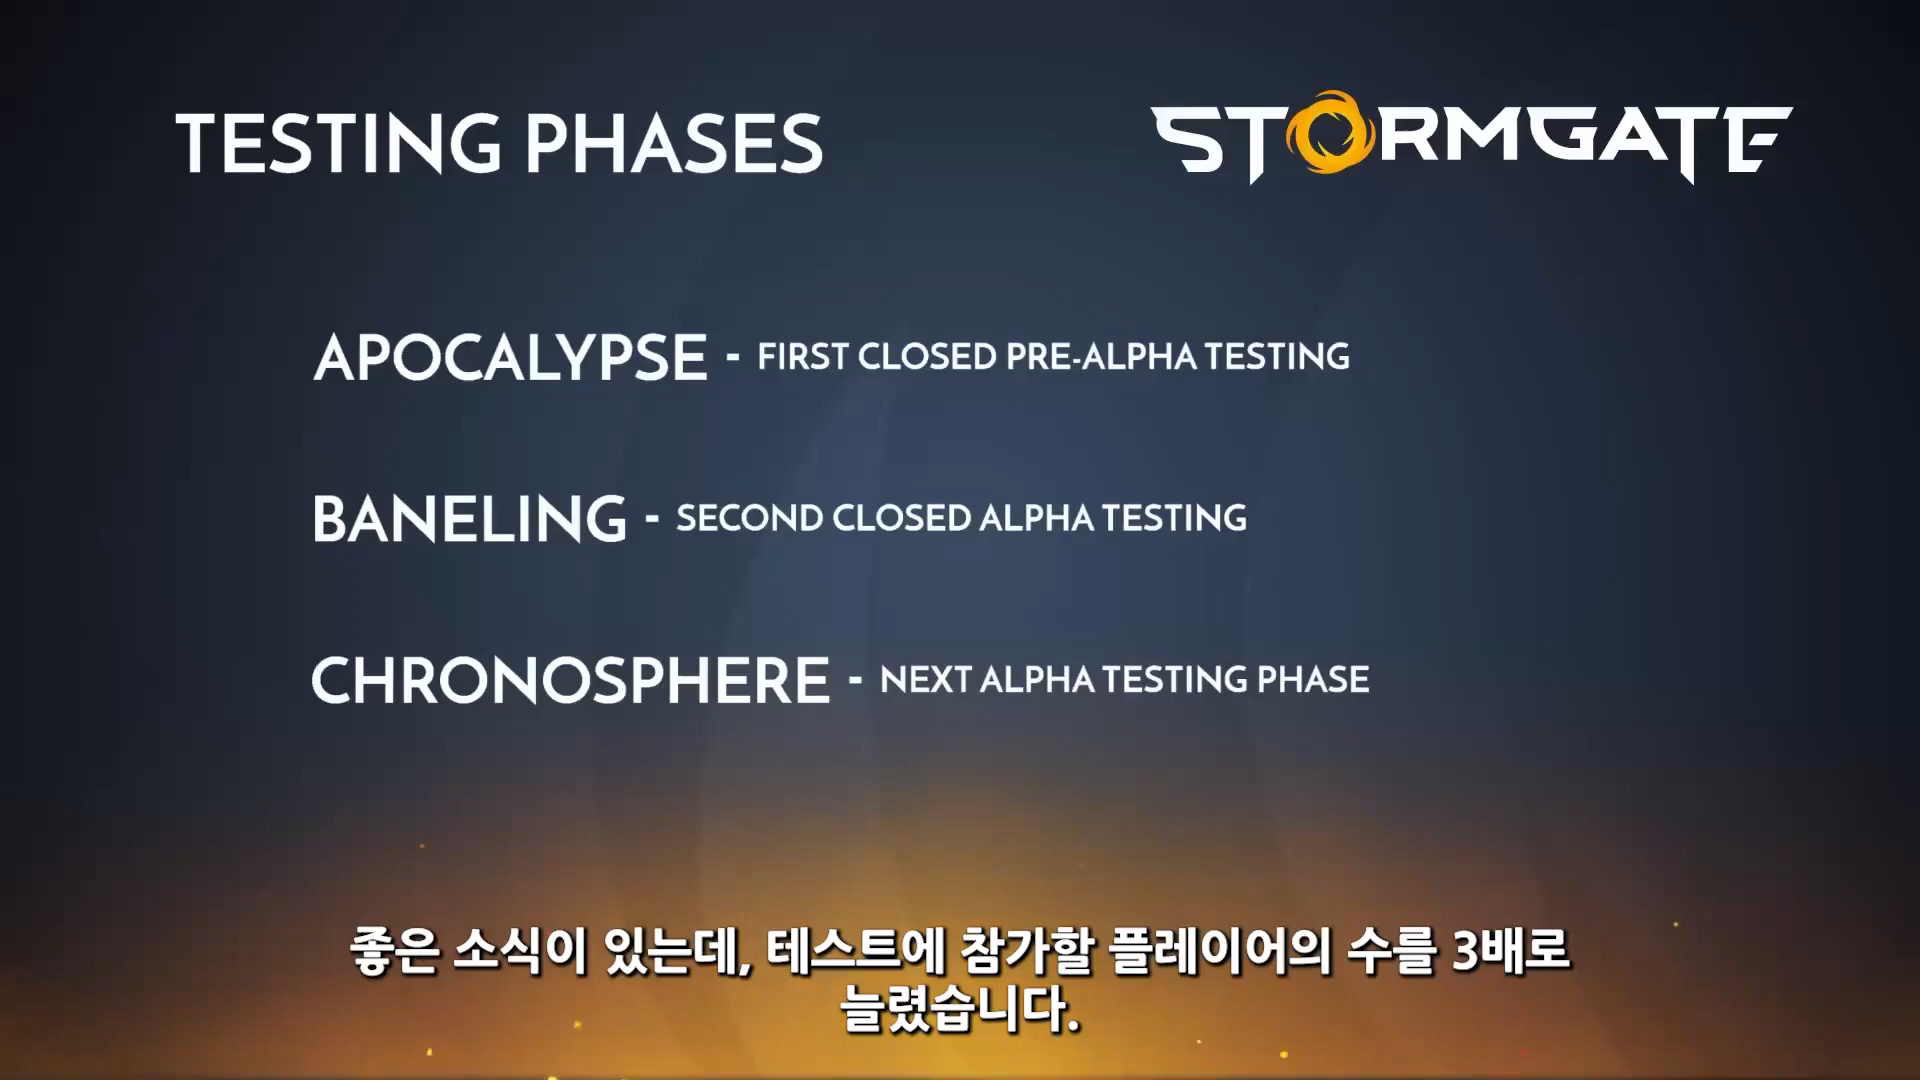 TESTING PHASES
STORMGATE
APOCALYPSE - FIRST CLOSED PRE-ALPHA TESTING
BANELING - SECOND CLOSED ALPHA TESTING
CHRONOSPHERE - NEXT ALPHA TESTING PHASE
좋은 소식이 있는데, 테스트에 참가할 플레이어의 수를 3배로
늘렸습니다.